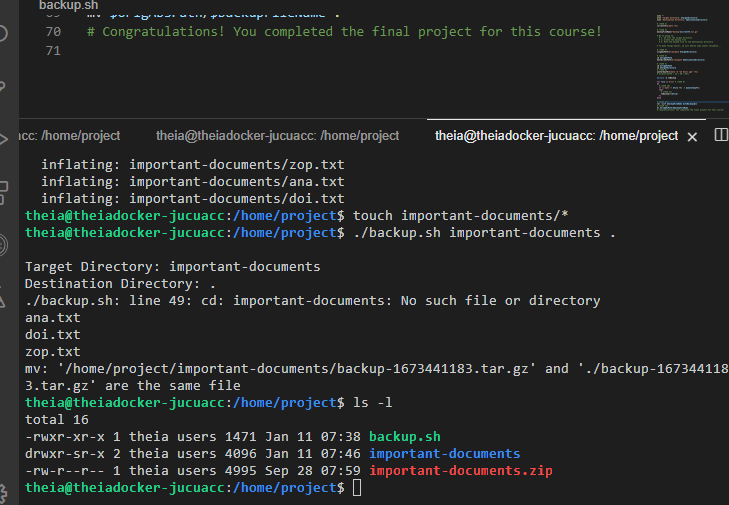 backup.sh
70 # Congratulations! You completed the final project for this course!
71
cc: /home/project theia@theiadocker-jucuacc: /home/project theia@theiadocker-jucuacc: /home/project
inflating: important-documents/zop.txt
inflating: important-documents/ana.txt
inflating: important-documents/doi.txt
theia@theiadocker-jucuacc:/home/project$ touch important-documents/*
theia@theiadocker-jucuacc:/home/project$ ./backup.sh important-documents .
Target Directory: important-documents
Destination Directory: .
./backup.sh: line 49: cd: important-documents: No such file or directory
ana.txt
doi.txt
zop.txt
mv: '/home/project/important-documents/backup-1673441183.tar.gz' and './backup-167344118
3.tar.gz' are the same file
theia@theiadocker-jucuacc:/home/project$ ls -l
total 16
-rwxr-xr-x 1 theia users 1471 Jan 11 07:38 backup.sh
drwxr-sr-x 2 theia users 4096 Jan 11 07:46 important-documents
-rw-r--r-- 1 theia users 4995 Sep 28 07:59 important-documents.zip
theia@theiadocker-jucuacc:/home/project$